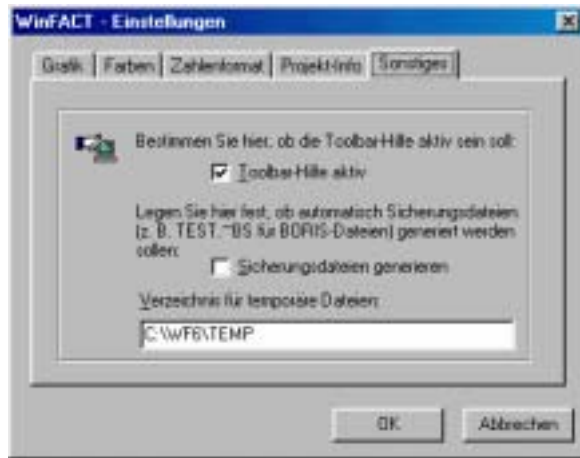 WinFACT - Einstellungen
Grafik Farben Zahlenformat Projekt-Info Sonstiges
Bestimmen Sie hier, ob die Toolbar-Hilfe aktiv sein soll:
Toolbar-Hilfe aktiv
Legen Sie hier fest, ob automatisch Sicherungsdateien
(z. B. TEST.~BS für BORIS-Dateien) generiert werden
sollen:
Sicherungsdateien generieren
Verzeichnis für temporäre Dateien:
C:\WF6\TEMP
OK Abbrechen